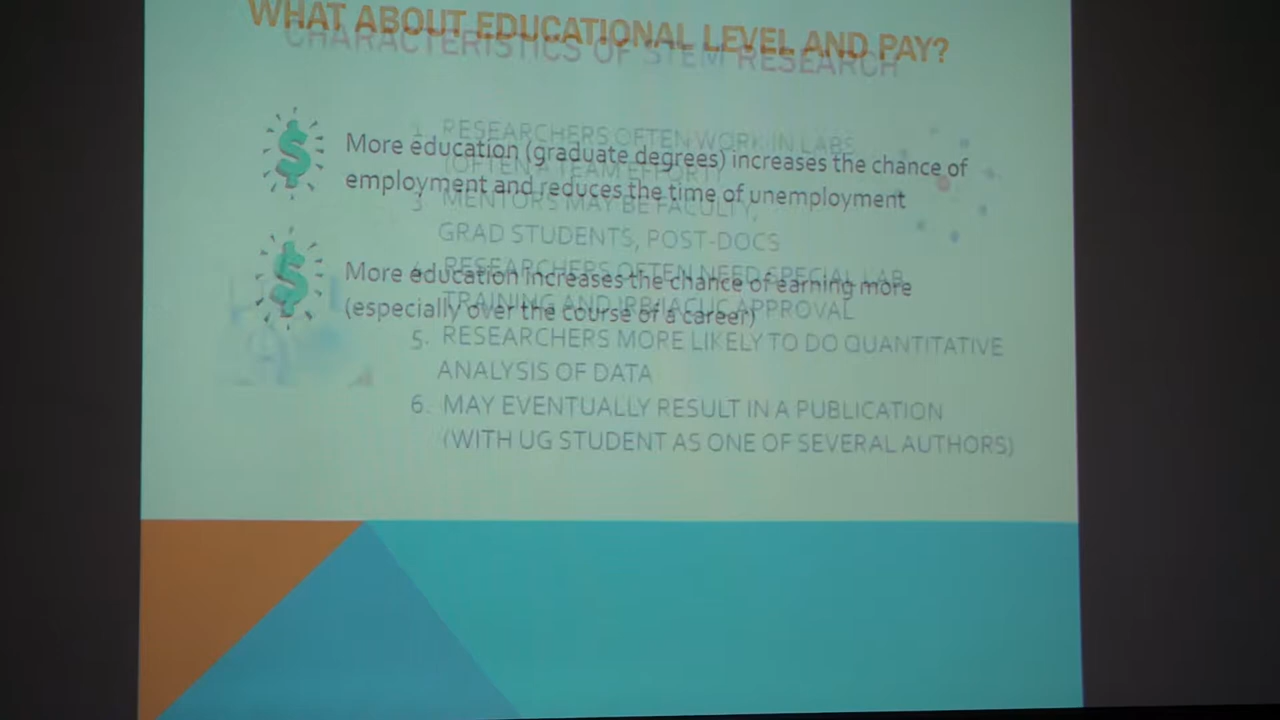 WHAT ABOUT EDUCATIONAL LEVEL AND PAY?
CHARACTERISTICS OF STEM RESEARCH
More education (graduate degrees) increases the chance of
employment and reduces the time of unemployment
More education increases the chance of earning more
(especially over the course of a career)
1. RESEARCHERS OFTEN WORK IN LABS
(OFTEN A TEAM EFFORT)
3 MENTORS MAY BE FACULTY,
GRAD STUDENTS, POST-DOCS
4. RESEARCHERS OFTEN NEED SPECIAL LAB
TRAINING AND IRB/IACUC APPROVAL
5. RESEARCHERS MORE LIKELY TO DO QUANTITATIVE
ANALYSIS OF DATA
6. MAY EVENTUALLY RESULT IN A PUBLICATION
(WITH UG STUDENT AS ONE OF SEVERAL AUTHORS)